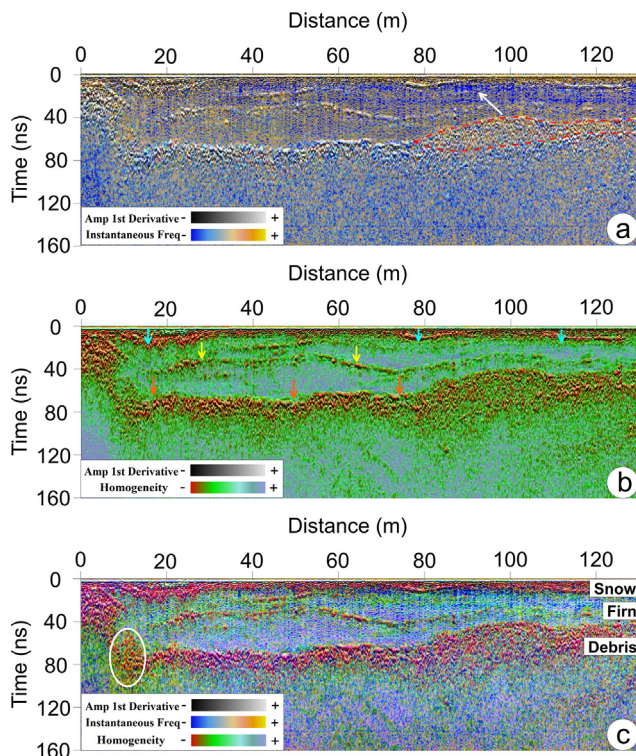 Distance (m)
0 20 40 60 80 100 120
Time (ns)
0
40
80
120
160
Amp 1st Derivative - +
Instantaneous Freq - +
a
Distance (m)
0 20 40 60 80 100 120
Time (ns)
0
40
80
120
160
Amp 1st Derivative - +
Homogeneity - +
b
Distance (m)
0 20 40 60 80 100 120
Time (ns)
0
40
80
120
160
Snow
Firn
Debris
Amp 1st Derivative - +
Instantaneous Freq - +
Homogeneity - +
c